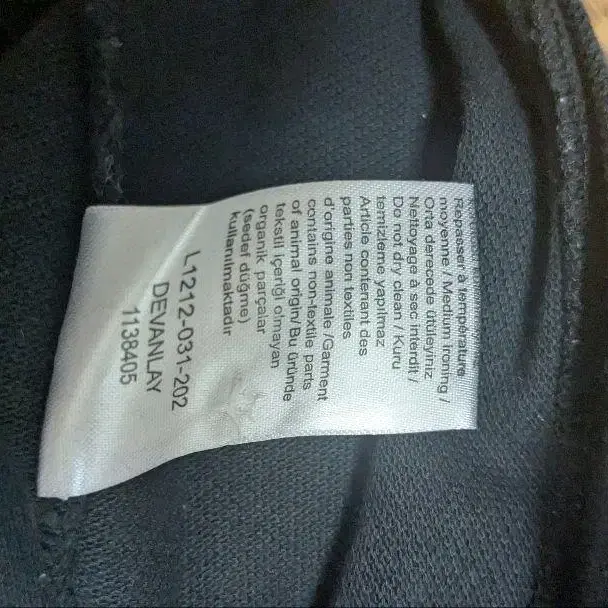 Repasser à température
moyenne / Medium ironing /
Orta derecede ütüleyiniz
Nettoyage à sec interdit /
Do not dry clean / Kuru
temizleme yapılmaz
Article contenant des
parties non textiles
d'origine animale /Garment
contains non-textile parts
of animal origin/ Bu üründe
tekstil içeriği olmayan
organik parçalar
(sedef düğme)
kullanılmaktadır
L1212-031-202
DEVANLAY
1138405